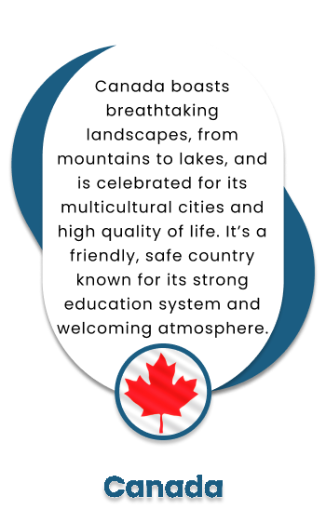 Canada boasts
breathtaking
landscapes, from
mountains to lakes, and
is celebrated for its
multicultural cities and
high quality of life. It’s a
friendly, safe country
known for its strong
education system and
welcoming atmosphere.
Canada